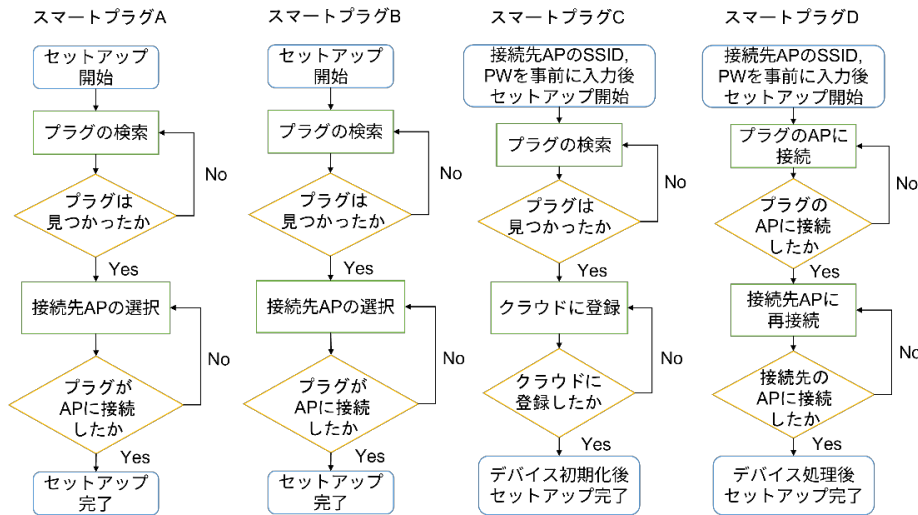 スマートプラグA
セットアップ
開始
プラグの検索
No
プラグは
見つかったか
Yes
接続先APの選択
No
プラグが
APに接続
したか
Yes
セットアップ
完了
スマートプラグB
セットアップ
開始
プラグの検索
No
プラグは
見つかったか
Yes
接続先APの選択
No
プラグが
APに接続
したか
Yes
セットアップ
完了
スマートプラグC
接続先APのSSID,
PWを事前に入力後
セットアップ開始
プラグの検索
No
プラグは
見つかったか
Yes
クラウドに登録
No
クラウドに
登録したか
Yes
デバイス初期化後
セットアップ完了
スマートプラグD
接続先APのSSID,
PWを事前に入力後
セットアップ開始
プラグのAPに
接続
No
プラグの
APに接続
したか
Yes
接続先APに
再接続
No
接続先の
APに接続
したか
Yes
デバイス処理後
セットアップ完了